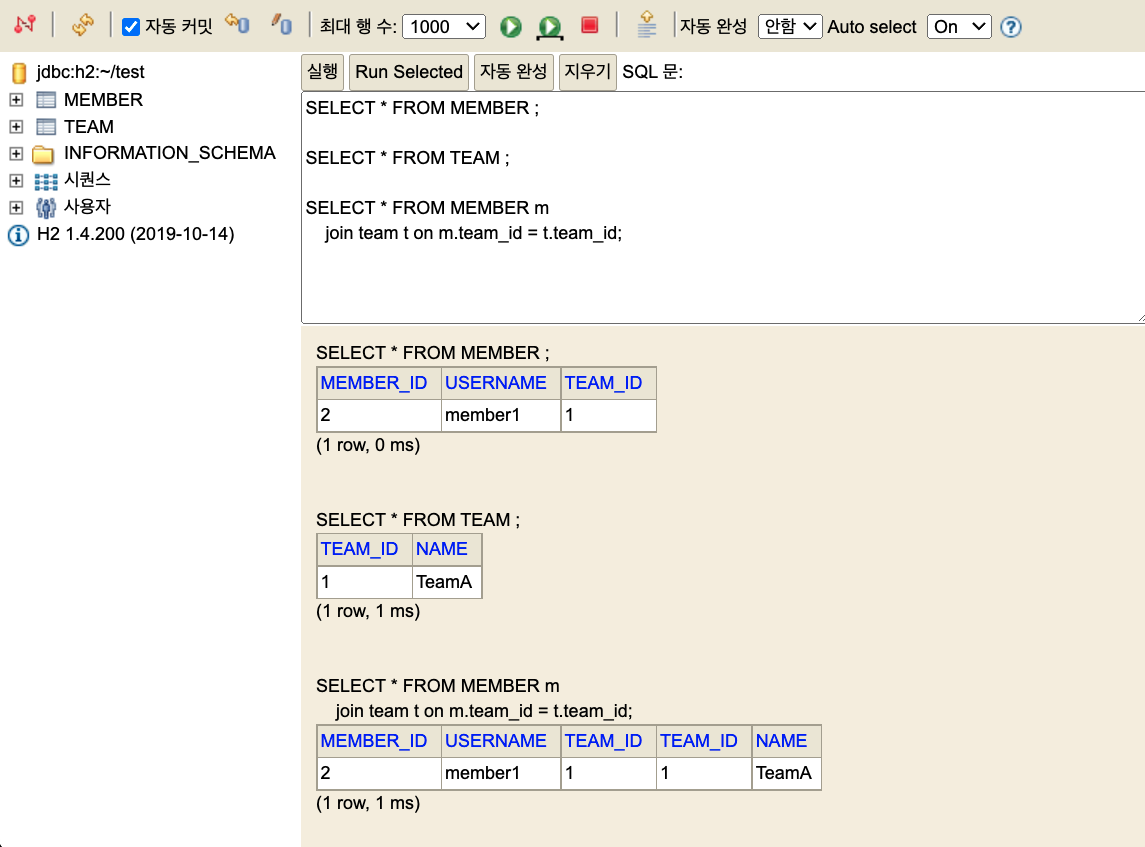 자동 커밋 최대 행 수: 1000 자동 완성 안함 Auto select On
jdbc:h2:~/test
MEMBER
TEAM
INFORMATION_SCHEMA
시퀀스
사용자
H2 1.4.200 (2019-10-14)
실행 Run Selected 자동 완성 지우기 SQL 문:
SELECT * FROM MEMBER ;
SELECT * FROM TEAM ;
SELECT * FROM MEMBER m
join team t on m.team_id = t.team_id;
SELECT * FROM MEMBER ;
MEMBER_ID USERNAME TEAM_ID
2 member1 1
(1 row, 0 ms)
SELECT * FROM TEAM ;
TEAM_ID NAME
1 TeamA
(1 row, 1 ms)
SELECT * FROM MEMBER m
join team t on m.team_id = t.team_id;
MEMBER_ID USERNAME TEAM_ID TEAM_ID NAME
2 member1 1 1 TeamA
(1 row, 1 ms)